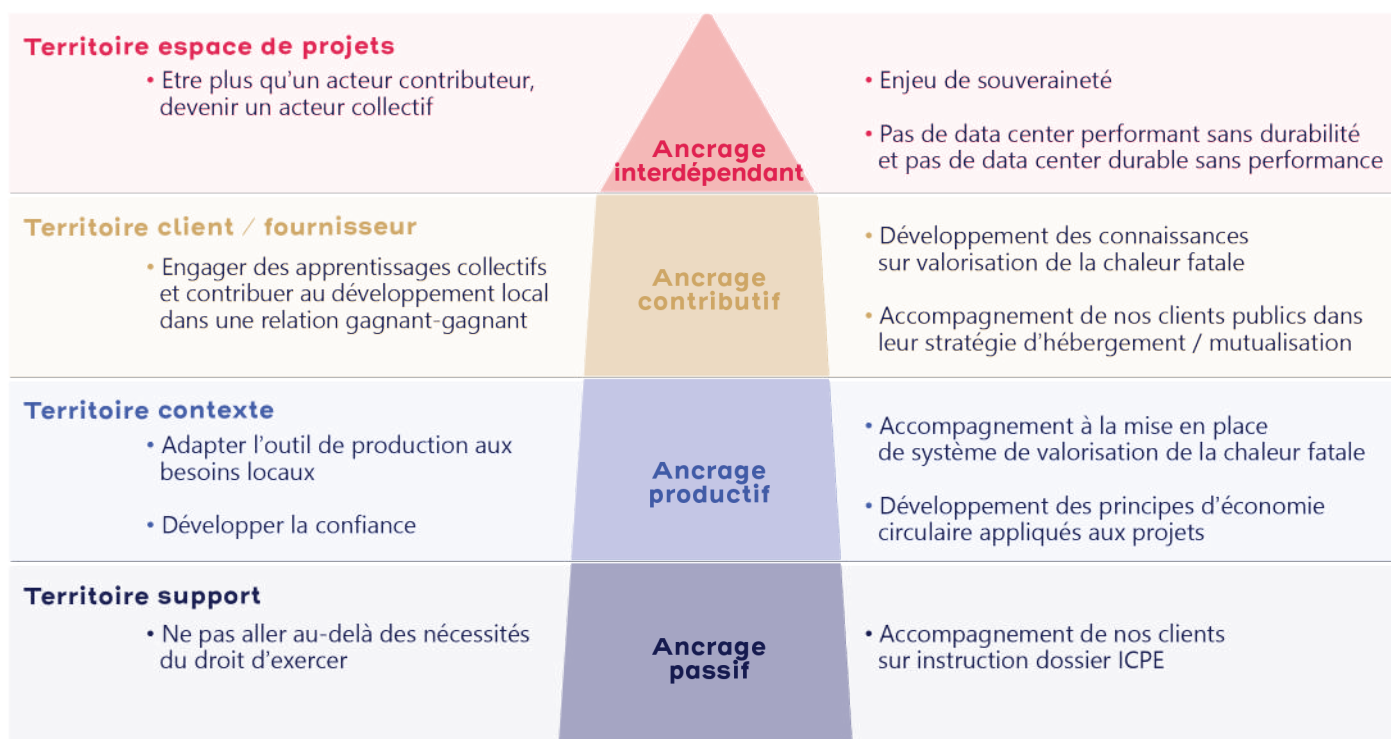 Territoire espace de projets
• Etre plus qu'un acteur contributeur,
devenir un acteur collectif
Ancrage
interdépendant
• Enjeu de souveraineté
• Pas de data center performant sans durabilité
et pas de data center durable sans performance
Territoire client / fournisseur
• Engager des apprentissages collectifs
et contribuer au développement local
dans une relation gagnant-gagnant
Ancrage
contributif
• Développement des connaissances
sur valorisation de la chaleur fatale
• Accompagnement de nos clients publics dans
leur stratégie d'hébergement / mutualisation
Territoire contexte
• Adapter l'outil de production aux
besoins locaux
• Développer la confiance
Ancrage
productif
• Accompagnement à la mise en place
de système de valorisation de la chaleur fatale
• Développement des principes d'économie
circulaire appliqués aux projets
Territoire support
• Ne pas aller au-delà des nécessités
du droit d'exercer
Ancrage
passif
• Accompagnement de nos clients
sur instruction dossier ICPE